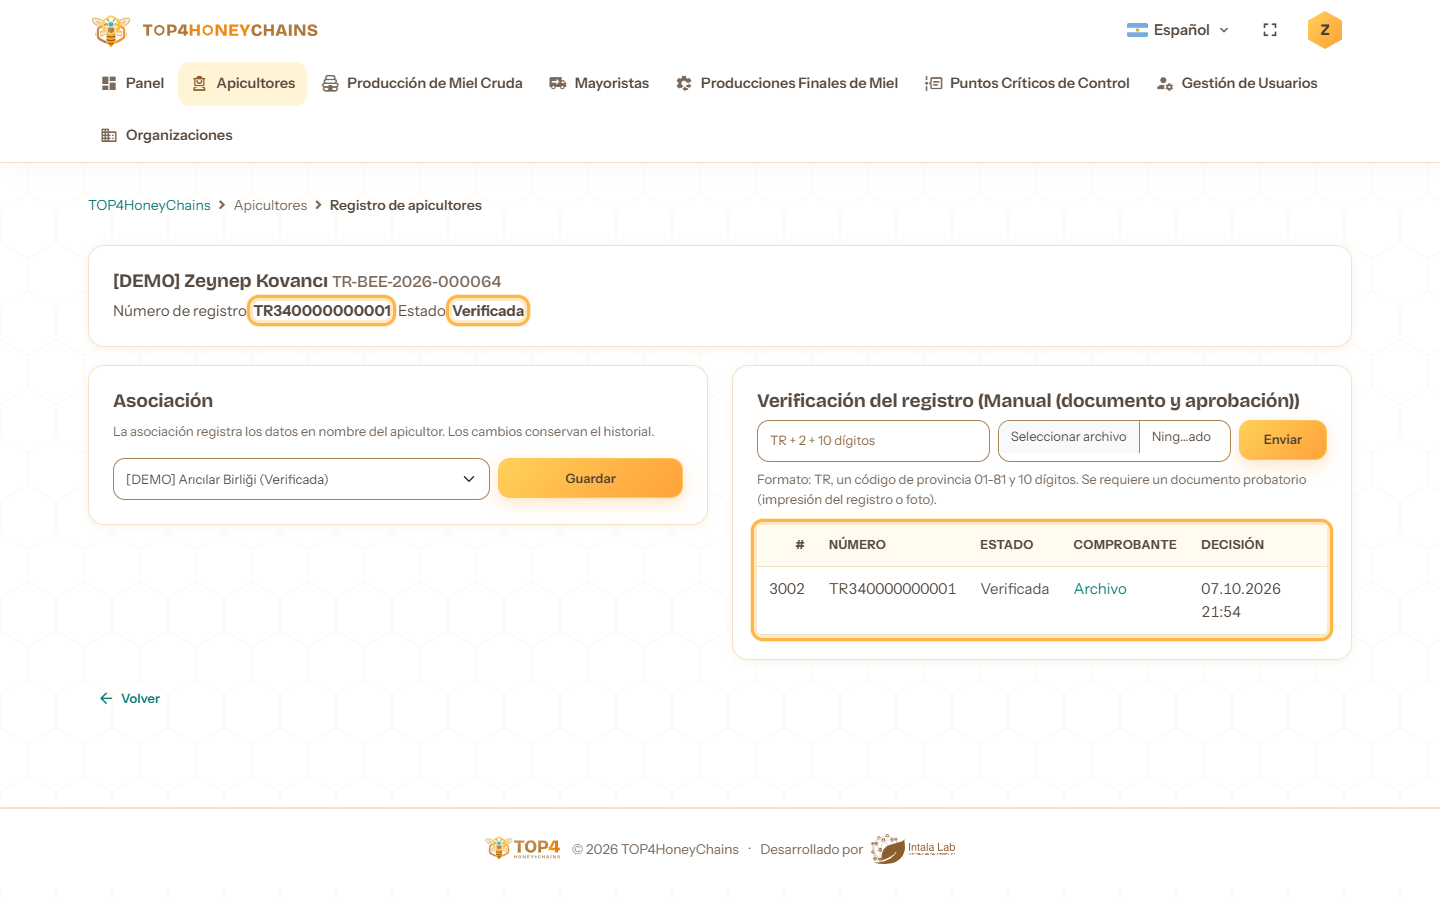 TOP4HONEYCHAINS
Español
Z
Panel
Apicultores
Producción de Miel Cruda
Mayoristas
Producciones Finales de Miel
Puntos Críticos de Control
Gestión de Usuarios
Organizaciones
TOP4HoneyChains > Apicultores > Registro de apicultores
[DEMO] Zeynep Kovancı TR-BEE-2026-000064
Número de registro TR340000000001 Estado Verificada
Asociación
La asociación registra los datos en nombre del apicultor. Los cambios conservan el historial.
[DEMO] Arıcılar Birliği (Verificada)
Guardar
Verificación del registro (Manual (documento y aprobación))
TR + 2 + 10 dígitos
Seleccionar archivo
Ning...ado
Enviar
Formato: TR, un código de provincia 01–81 y 10 dígitos. Se requiere un documento probatorio
(impresión del registro o foto).
# NÚMERO ESTADO COMPROBANTE DECISIÓN
3002 TR340000000001 Verificada Archivo 07.10.2026
21:54
Volver
TOP4
HONEY CHAINS
© 2026 TOP4HoneyChains · Desarrollado por
Intala Lab